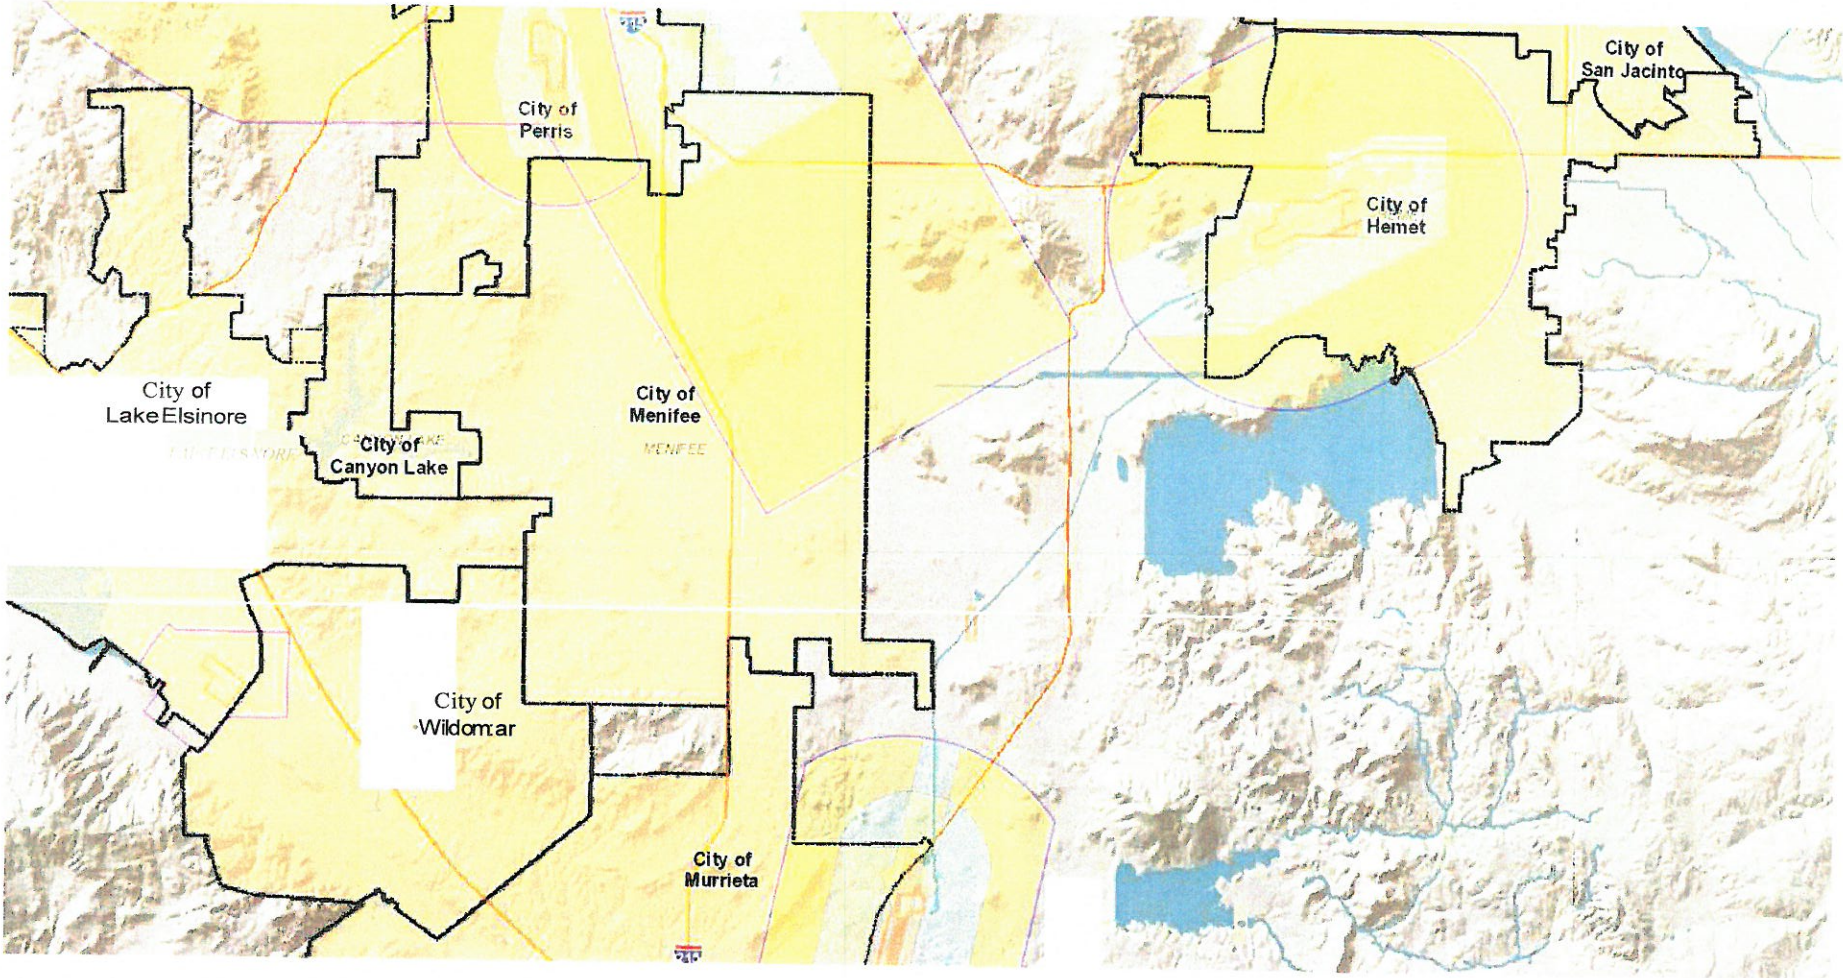 City of
San Jacinto
City of
Perris
City of
Hemet
City of
Lake Elsinore
City of
Menifee
MENIFEE
City of
Canyon Lake
City of
Wildomar
City of
Murrieta